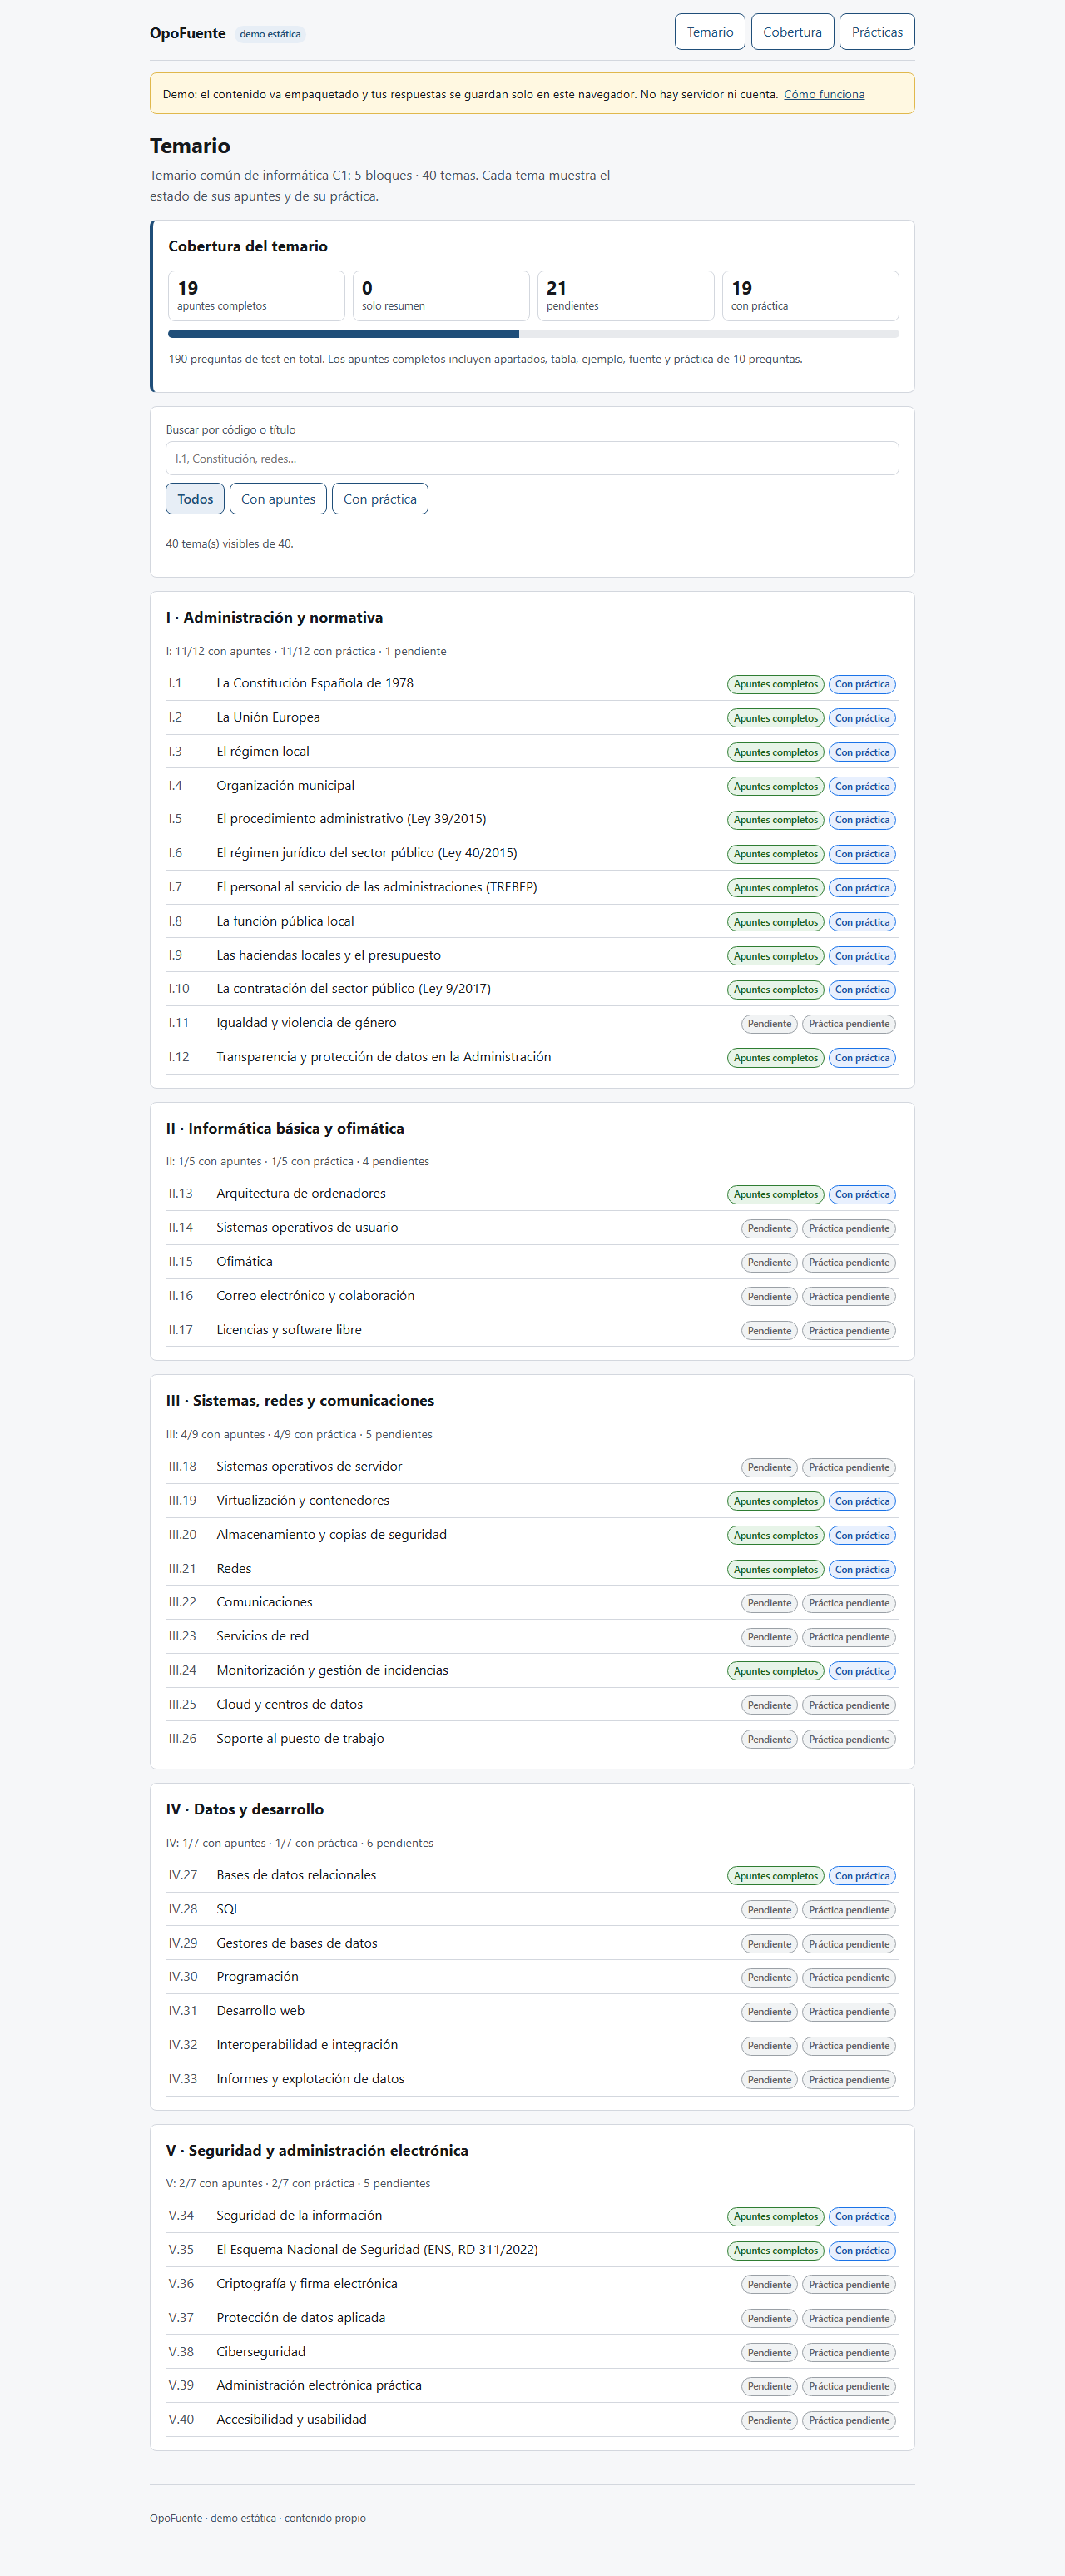 OpoFuente demo estática
Temario Cobertura Prácticas
Demo: el contenido va empaquetado y tus respuestas se guardan solo en este navegador. No hay servidor ni cuenta. Cómo funciona
Temario
Temario común de informática C1: 5 bloques · 40 temas. Cada tema muestra el
estado de sus apuntes y de su práctica.
Cobertura del temario
19 0 21 19
apuntes completos solo resumen pendientes con práctica
190 preguntas de test en total. Los apuntes completos incluyen apartados, tabla, ejemplo, fuente y práctica de 10 preguntas.
Buscar por código o título
I.1, Constitución, redes...
Todos Con apuntes Con práctica
40 tema(s) visibles de 40.
I · Administración y normativa
I: 11/12 con apuntes · 11/12 con práctica · 1 pendiente
I.1 La Constitución Española de 1978 Apuntes completos Con práctica
I.2 La Unión Europea Apuntes completos Con práctica
I.3 El régimen local Apuntes completos Con práctica
I.4 Organización municipal Apuntes completos Con práctica
I.5 El procedimiento administrativo (Ley 39/2015) Apuntes completos Con práctica
I.6 El régimen jurídico del sector público (Ley 40/2015) Apuntes completos Con práctica
I.7 El personal al servicio de las administraciones (TREBEP) Apuntes completos Con práctica
I.8 La función pública local Apuntes completos Con práctica
I.9 Las haciendas locales y el presupuesto Apuntes completos Con práctica
I.10 La contratación del sector público (Ley 9/2017) Apuntes completos Con práctica
I.11 Igualdad y violencia de género Pendiente Práctica pendiente
I.12 Transparencia y protección de datos en la Administración Apuntes completos Con práctica
II · Informática básica y ofimática
II: 1/5 con apuntes · 1/5 con práctica · 4 pendientes
II.13 Arquitectura de ordenadores Apuntes completos Con práctica
II.14 Sistemas operativos de usuario Pendiente Práctica pendiente
II.15 Ofimática Pendiente Práctica pendiente
II.16 Correo electrónico y colaboración Pendiente Práctica pendiente
II.17 Licencias y software libre Pendiente Práctica pendiente
III · Sistemas, redes y comunicaciones
III: 4/9 con apuntes · 4/9 con práctica · 5 pendientes
III.18 Sistemas operativos de servidor Pendiente Práctica pendiente
III.19 Virtualización y contenedores Apuntes completos Con práctica
III.20 Almacenamiento y copias de seguridad Apuntes completos Con práctica
III.21 Redes Apuntes completos Con práctica
III.22 Comunicaciones Pendiente Práctica pendiente
III.23 Servicios de red Pendiente Práctica pendiente
III.24 Monitorización y gestión de incidencias Apuntes completos Con práctica
III.25 Cloud y centros de datos Pendiente Práctica pendiente
III.26 Soporte al puesto de trabajo Pendiente Práctica pendiente
IV · Datos y desarrollo
IV: 1/7 con apuntes · 1/7 con práctica · 6 pendientes
IV.27 Bases de datos relacionales Apuntes completos Con práctica
IV.28 SQL Pendiente Práctica pendiente
IV.29 Gestores de bases de datos Pendiente Práctica pendiente
IV.30 Programación Pendiente Práctica pendiente
IV.31 Desarrollo web Pendiente Práctica pendiente
IV.32 Interoperabilidad e integración Pendiente Práctica pendiente
IV.33 Informes y explotación de datos Pendiente Práctica pendiente
V · Seguridad y administración electrónica
V: 2/7 con apuntes · 2/7 con práctica · 5 pendientes
V.34 Seguridad de la información Apuntes completos Con práctica
V.35 El Esquema Nacional de Seguridad (ENS, RD 311/2022) Apuntes completos Con práctica
V.36 Criptografía y firma electrónica Pendiente Práctica pendiente
V.37 Protección de datos aplicada Pendiente Práctica pendiente
V.38 Ciberseguridad Pendiente Práctica pendiente
V.39 Administración electrónica práctica Pendiente Práctica pendiente
V.40 Accesibilidad y usabilidad Pendiente Práctica pendiente
OpoFuente · demo estática · contenido propio